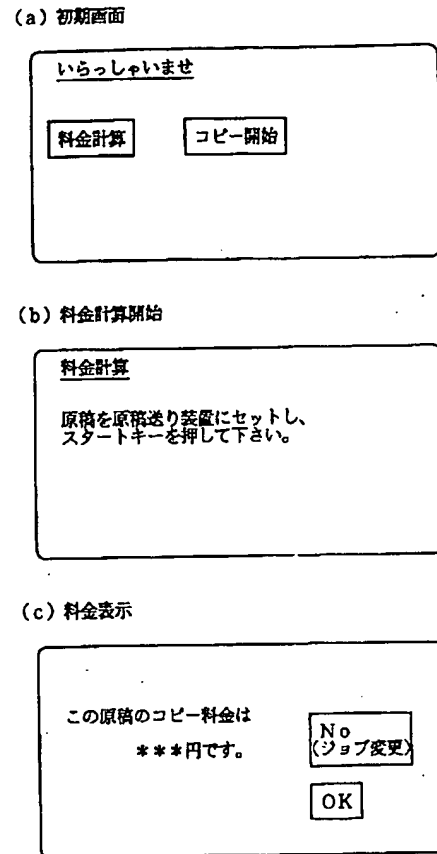 (a) 初期画面
いらっしゃいませ
料金計算 コピー開始
(b) 料金計算開始
料金計算
原稿を原稿送り装置にセットし、
スタートキーを押して下さい。
(c) 料金表示
この原稿のコピー料金は
***円です。
No
(ジョブ変更)
OK